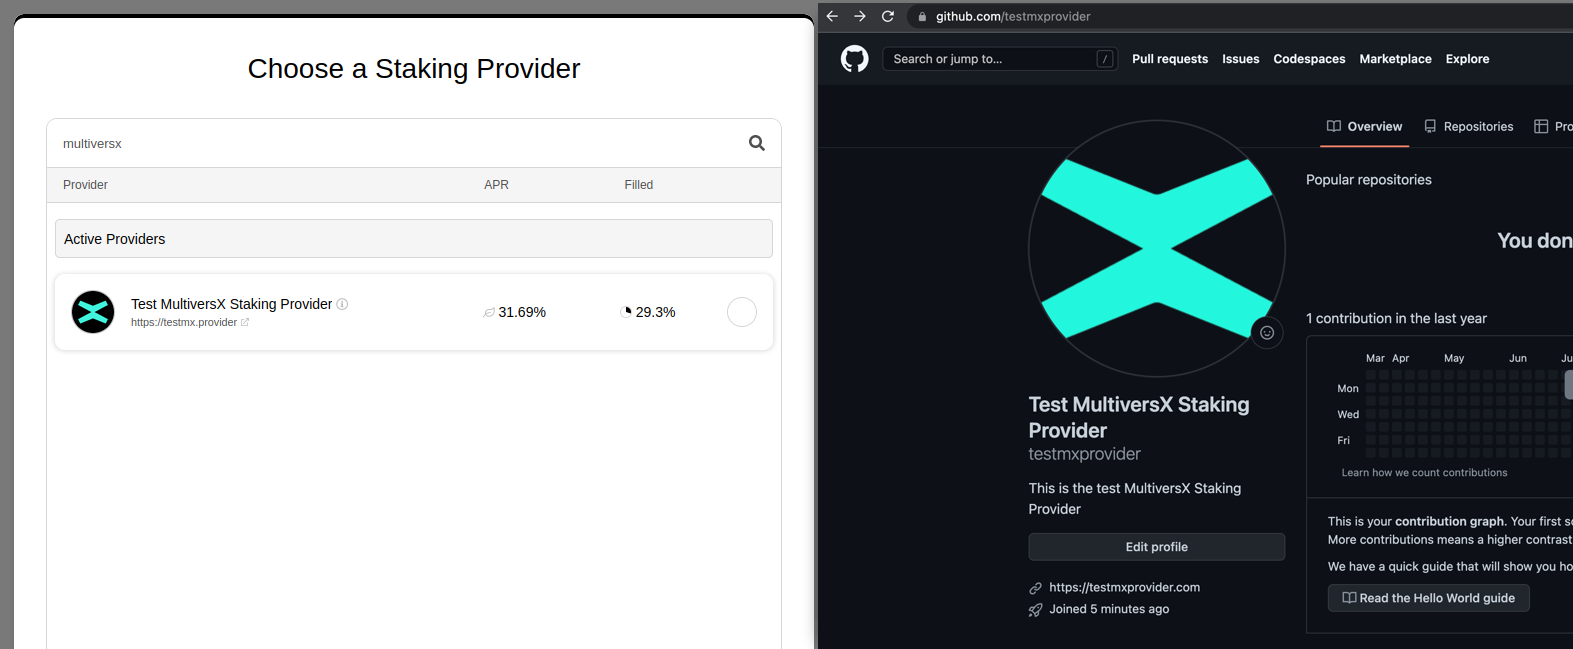 Choose a Staking Provider
multiversx
Provider APR Filled
Active Providers
Test MultiversX Staking Provider
https://testmx.provider
31.69%
29.3%
github.com/testmxprovider
Search or jump to... /
Pull requests Issues Codespaces Marketplace Explore
Overview Repositories Pro
Popular repositories
You don
1 contribution in the last year
Mar Apr May Jun Ju
Mon
Wed
Fri
Learn how we count contributions
This is your contribution graph. Your first s
More contributions means a higher contrast
We have a quick guide that will show you ho
Read the Hello World guide
Test MultiversX Staking
Provider
testmxprovider
This is the test MultiversX Staking
Provider
Edit profile
https://testmxprovider.com
Joined 5 minutes ago